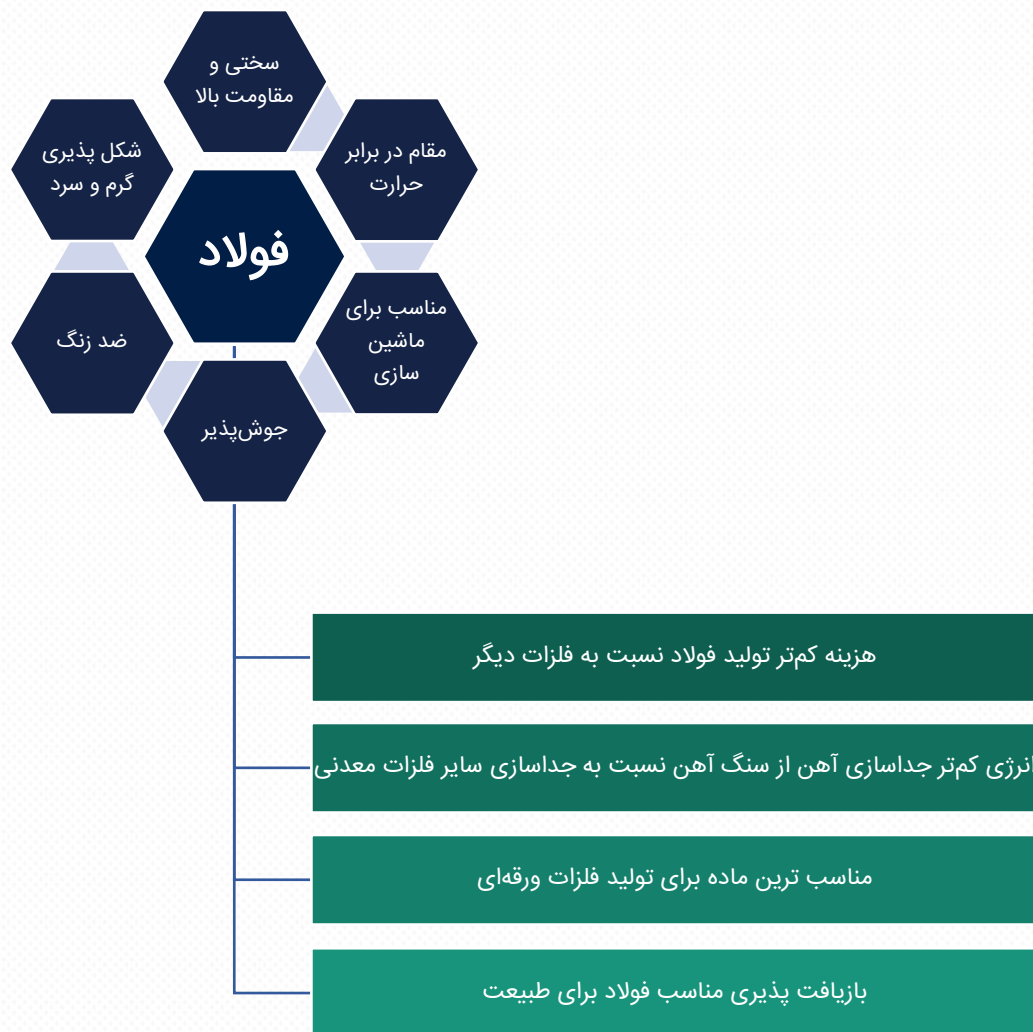 سختی و
مقاومت بالا
مقام در برابر
حرارت
مناسب برای
ماشین
سازی
جوش‌پذیر
ضد زنگ
شکل پذیری
گرم و سرد
فولاد
هزینه کم‌تر تولید فولاد نسبت به فلزات دیگر
انرژی کم‌تر جداسازی آهن از سنگ آهن نسبت به جداسازی سایر فلزات معدنی
مناسب ترین ماده برای تولید فلزات ورقه‌ای
بازیافت پذیری مناسب فولاد برای طبیعت